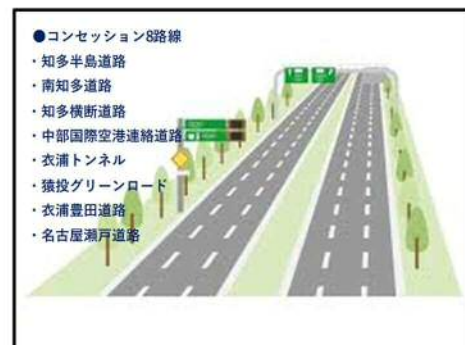 ●コンセッション8路線
・知多半島道路
・南知多道路
・知多横断道路
・中部国際空港連絡道路
・衣浦トンネル
・猿投グリーンロード
・衣浦豊田道路
・名古屋瀬戸道路